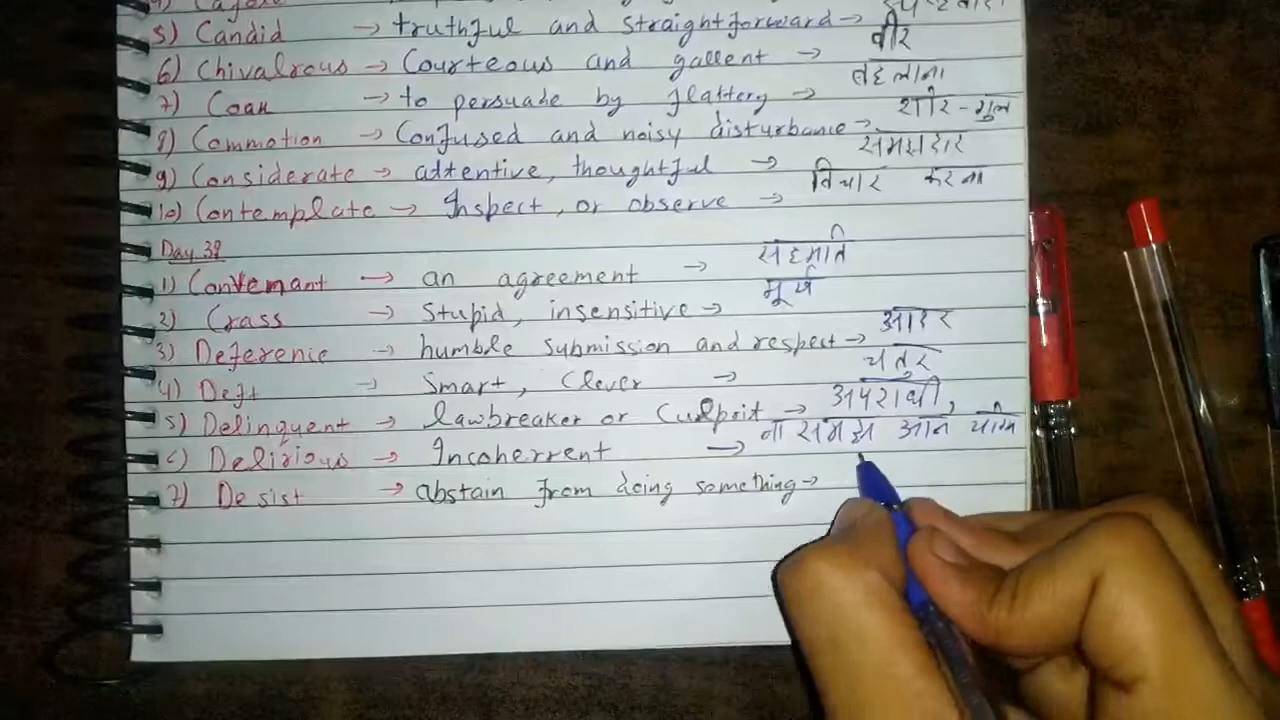 5) Candid → truthful and straightforward →
6) Chivalrous → Courteous and gallent → वीर
7) Coax → to persuade by flattery → बहलाना
8) Commotion → Confused and noisy disturbance → शोर-गुल
9) Considerate → attentive, thoughtful → समझदार
10) Contemplate → Inspect, or observe → विचार करना
Day 39
1) Convemant → an agreement → सहमति
2) Crass → Stupid, insensitive → मूर्ख
3) Deference → humble submission and respect → आदर
4) Deft → Smart, Clever → चतुर
5) Delinquent → lawbreaker or Culpoit → अपराधी,
6) Delirious → Incoherrent → ना समझ आने योग्य
7) Desist → abstain from doing something →